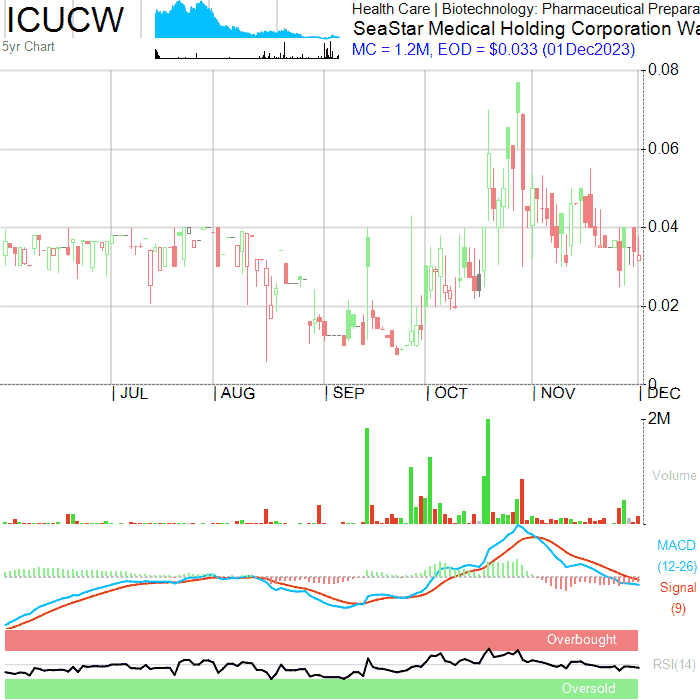 ICUCW
5yr Chart
Health Care | Biotechnology: Pharmaceutical Prepara
SeaStar Medical Holding Corporation Wa
MC = 1.2M, EOD = $0.033 (01Dec2023)
0.08
0.06
0.04
0.02
0
JUL
AUG
SEP
OCT
NOV
DEC
2M
Volume
MACD
(12-26)
Signal
(9)
Overbought
RSI(14)
Oversold